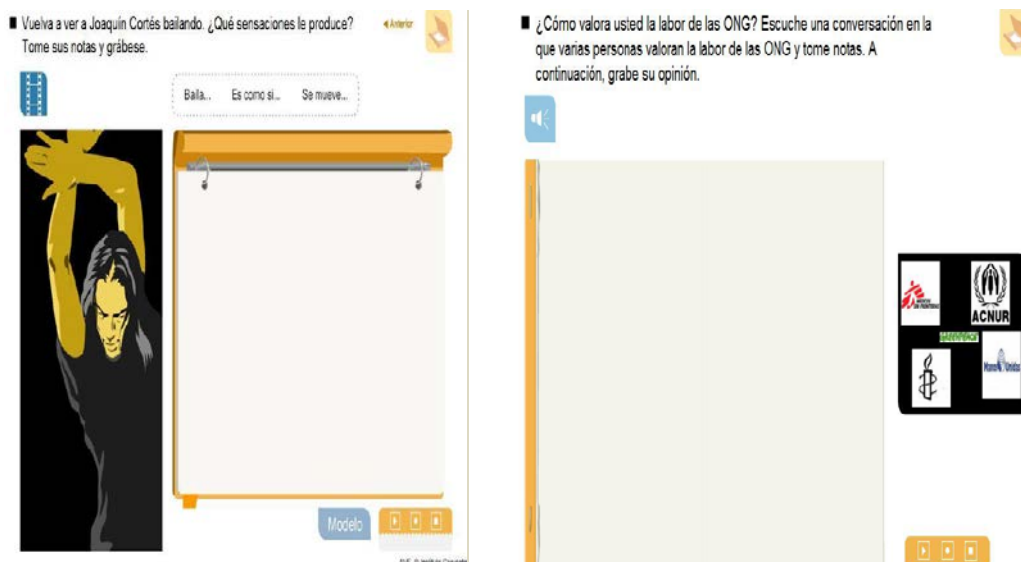 ■ Vuelva a ver a Joaquín Cortés bailando. ¿Qué sensaciones le produce?
Tome sus notas y grábese.
Anterior
Baila... Es como si... Se mueve...
Modelo
■ ¿Cómo valora usted la labor de las ONG? Escuche una conversación en la
que varias personas valoran la labor de las ONG y tome notas. A
continuación, grabe su opinión.
ACNUR
Manos Unidas